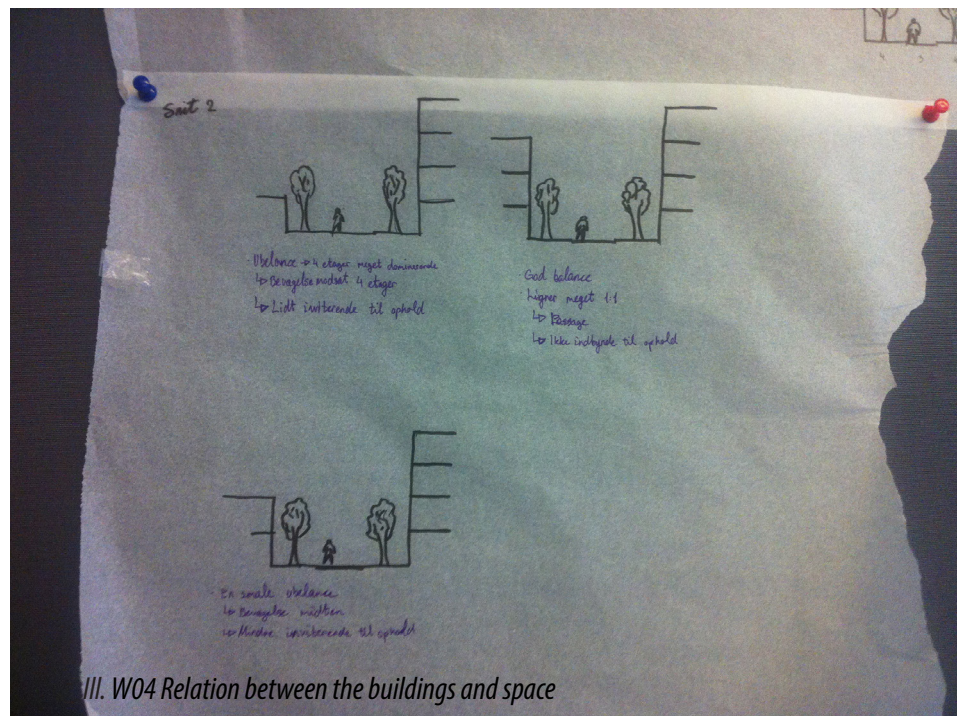 Snit 2
· Ubalance → 4 etager meget dominerende
↳ Bevægelse modsat 4 etager
↳ Lidt inviterende til ophold
God balance
Ligner meget 1:1
↳ Passage
↳ Ikke indbyde til ophold
· En smule ubalance
↳ Bevægelse midten
↳ Mindre inviterende til ophold
Ill. W04 Relation between the buildings and space